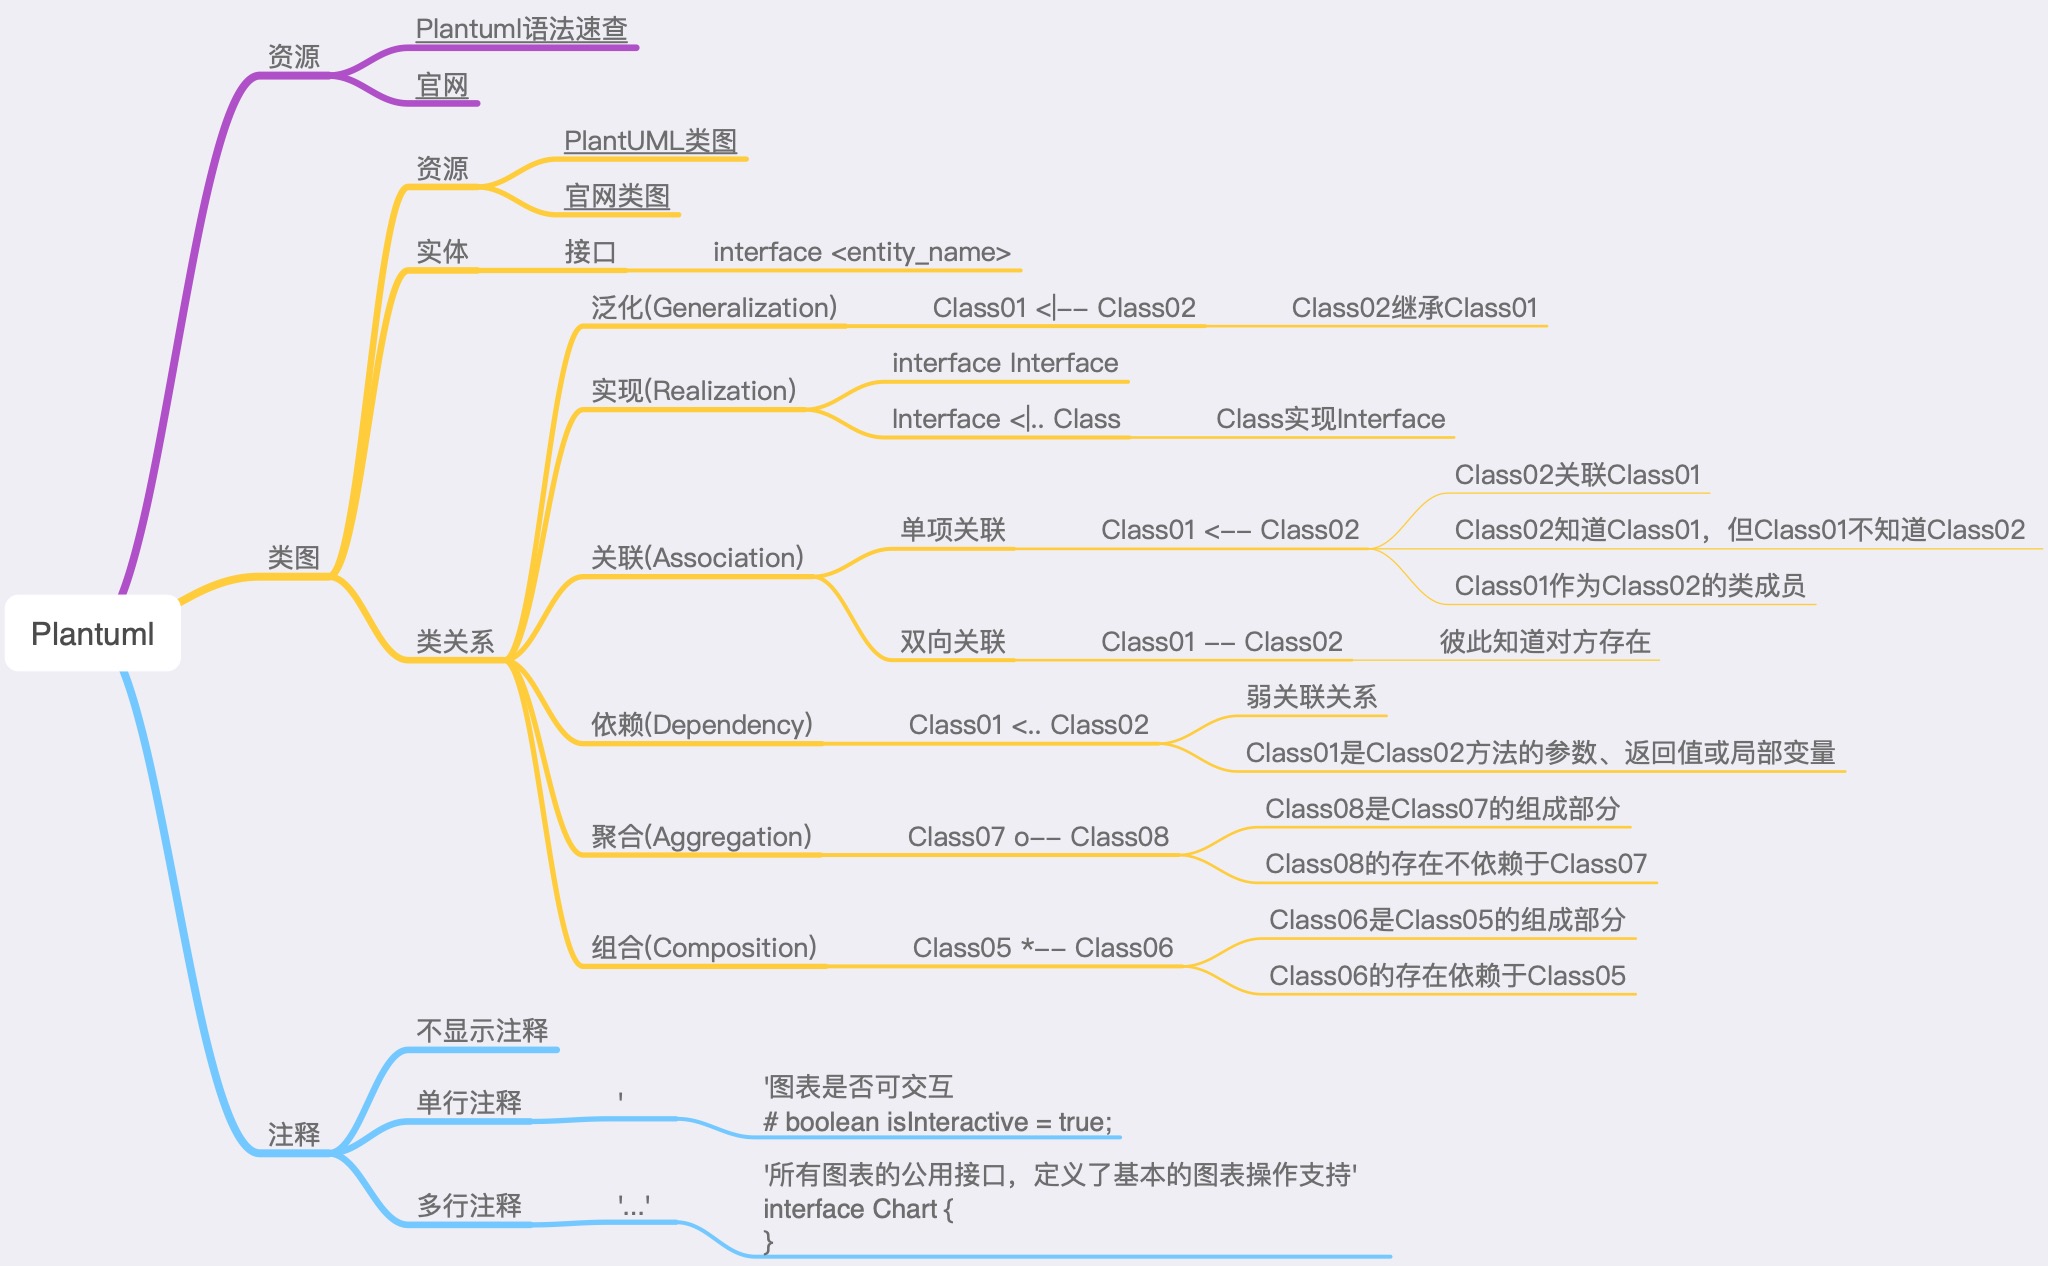 Plantuml语法速查
资源
官网
PlantUML类图
资源
官网类图
实体
接口
interface <entity_name>
泛化(Generalization)
Class01 <|-- Class02
Class02继承Class01
interface Interface
实现(Realization)
Interface <|.. Class
Class实现Interface
Class02关联Class01
单项关联
Class01 <-- Class02
Class02知道Class01，但Class01不知道Class02
类图
关联(Association)
Class01作为Class02的类成员
Plantuml
类关系
双向关联
Class01 -- Class02
彼此知道对方存在
弱关联关系
依赖(Dependency)
Class01 <.. Class02
Class01是Class02方法的参数、返回值或局部变量
Class08是Class07的组成部分
聚合(Aggregation)
Class07 o-- Class08
Class08的存在不依赖于Class07
Class06是Class05的组成部分
组合(Composition)
Class05 *-- Class06
Class06的存在依赖于Class05
不显示注释
单行注释
'
'图表是否可交互
# boolean isInteractive = true;
注释
多行注释
'...'
'所有图表的公用接口，定义了基本的图表操作支持'
interface Chart {
}